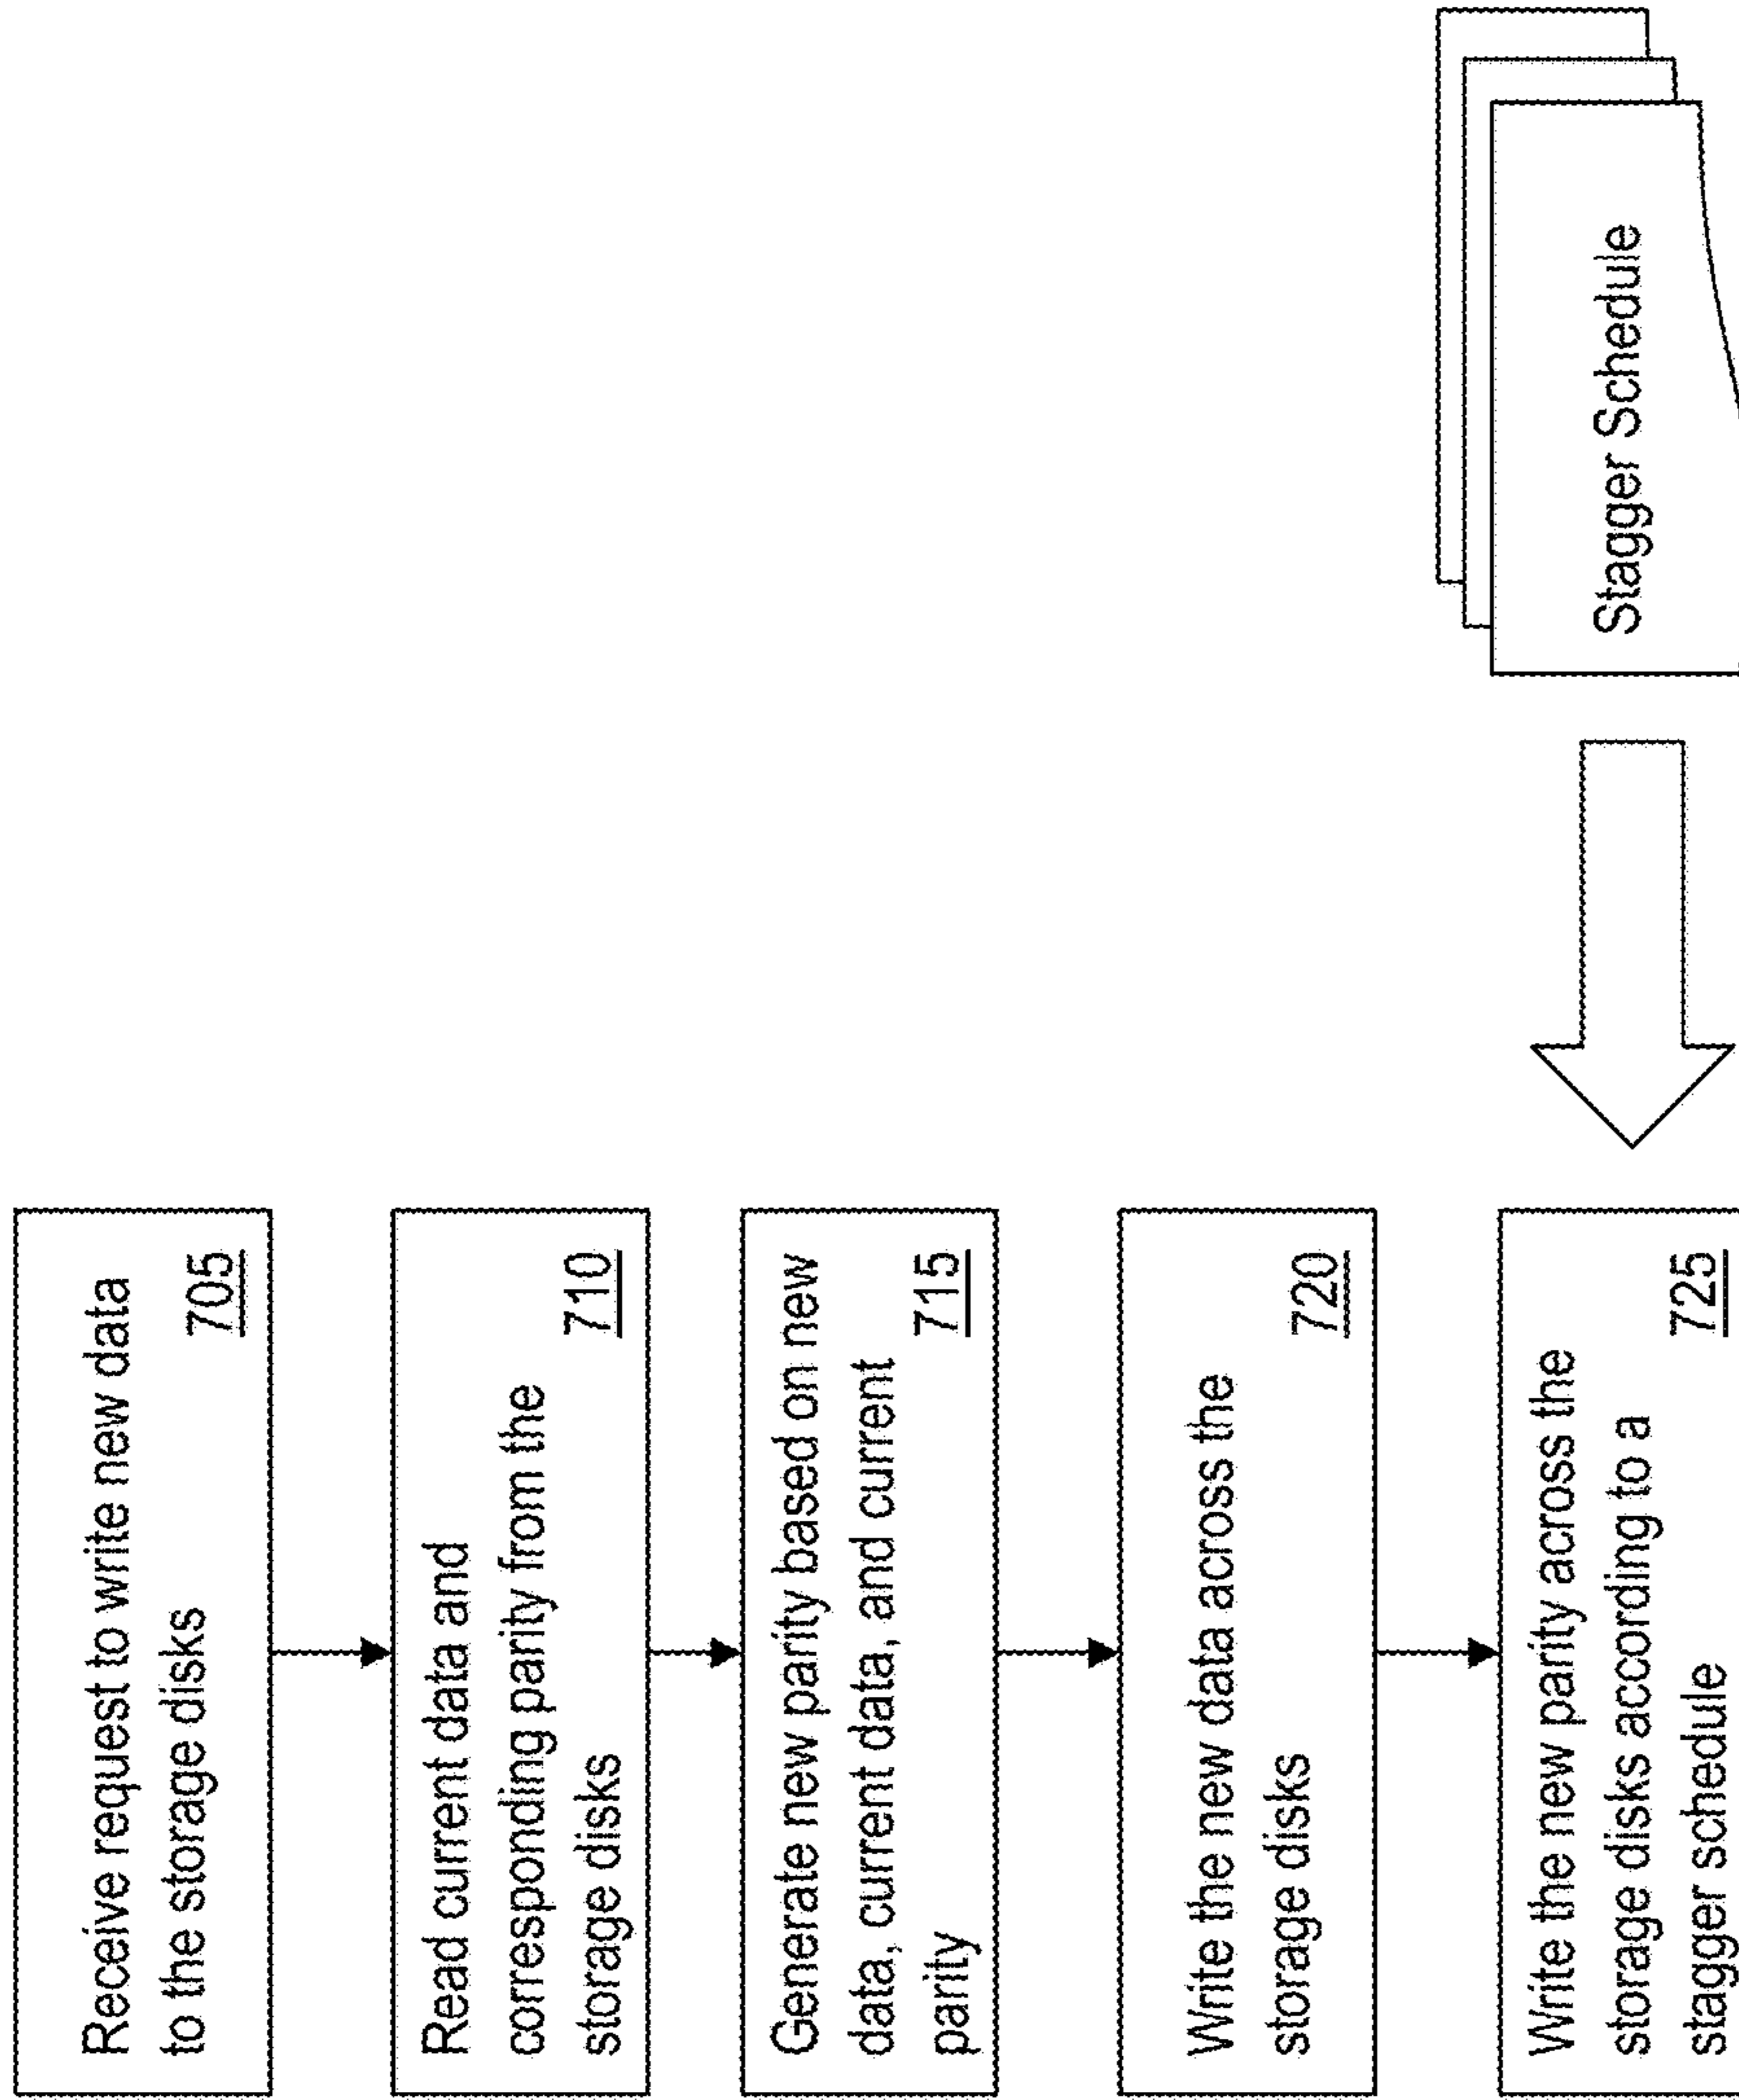 Receive request to write new data
to the storage disks
705
Read current data and
corresponding parity from the
storage disks
710
Generate new parity based on new
data, current data, and current
parity
715
Write the new data across the
storage disks
720
Write the new parity across the
storage disks according to a
stagger schedule
725
Stagger Schedule